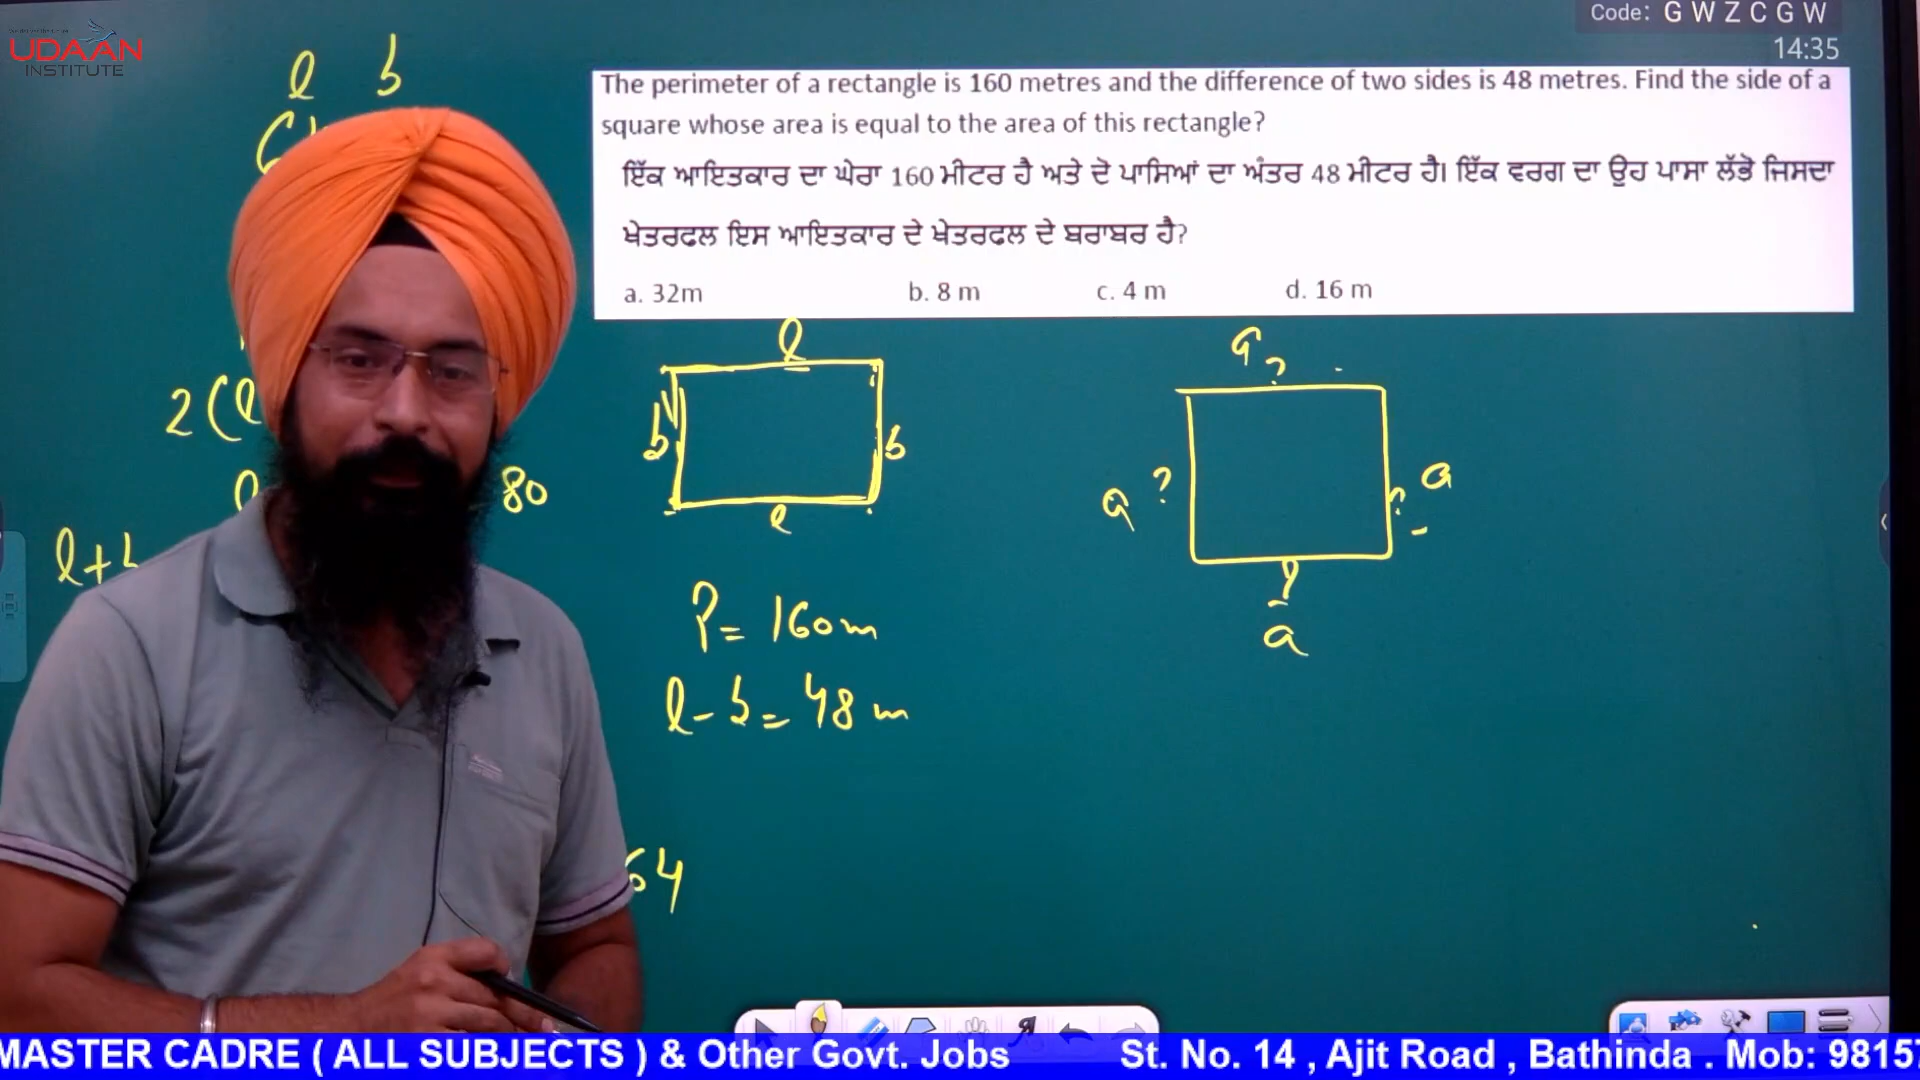 Code: G W Z C G W
14:35
UDAAN
INSTITUTE
l b
The perimeter of a rectangle is 160 metres and the difference of two sides is 48 metres. Find the side of a
square whose area is equal to the area of this rectangle?
ਇੱਕ ਆਇਤਕਾਰ ਦਾ ਘੇਰਾ 160 ਮੀਟਰ ਹੈ ਅਤੇ ਦੋ ਪਾਸਿਆਂ ਦਾ ਅੰਤਰ 48 ਮੀਟਰ ਹੈ। ਇੱਕ ਵਰਗ ਦਾ ਉਹ ਪਾਸਾ ਲੱਭੋ ਜਿਸਦਾ
ਖੇਤਰਫਲ ਇਸ ਆਇਤਕਾਰ ਦੇ ਖੇਤਰਫਲ ਦੇ ਬਰਾਬਰ ਹੈ?
a. 32m b. 8 m c. 4 m d. 16 m
l
b b
l
a ?
a ? ? a
?
a
2(l
l 80
l+b
P = 160m
l - b = 48 m
64
MASTER CADRE ( ALL SUBJECTS ) & Other Govt. Jobs St. No. 14 , Ajit Road , Bathinda . Mob: 98157